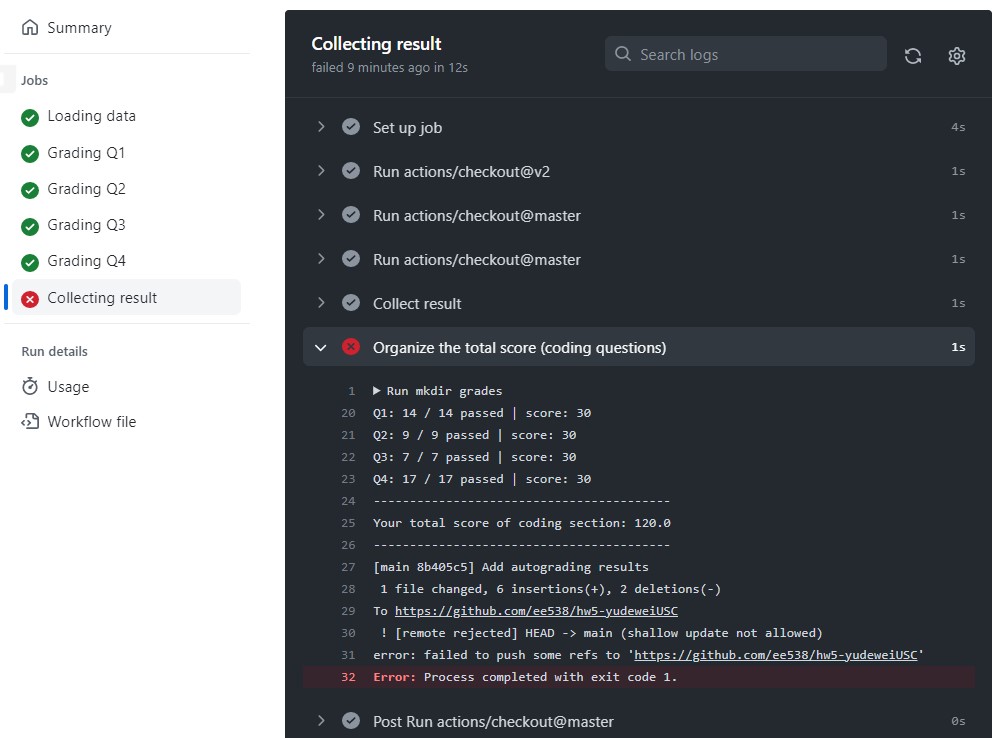 Summary
Jobs
Loading data
Grading Q1
Grading Q2
Grading Q3
Grading Q4
Collecting result
Run details
Usage
Workflow file
Collecting result
failed 9 minutes ago in 12s
Search logs
Set up job 4s
Run actions/checkout@v2 1s
Run actions/checkout@master 1s
Run actions/checkout@master 1s
Collect result 1s
Organize the total score (coding questions) 1s
1 Run mkdir grades
20 Q1: 14 / 14 passed | score: 30
21 Q2: 9 / 9 passed | score: 30
22 Q3: 7 / 7 passed | score: 30
23 Q4: 17 / 17 passed | score: 30
24 -----------------------------------------
25 Your total score of coding section: 120.0
26 -----------------------------------------
27 [main 8b405c5] Add autograding results
28 1 file changed, 6 insertions(+), 2 deletions(-)
29 To https://github.com/ee538/hw5-yudeweiUSC
30 ! [remote rejected] HEAD -> main (shallow update not allowed)
31 error: failed to push some refs to 'https://github.com/ee538/hw5-yudeweiUSC'
32 Error: Process completed with exit code 1.
Post Run actions/checkout@master 0s